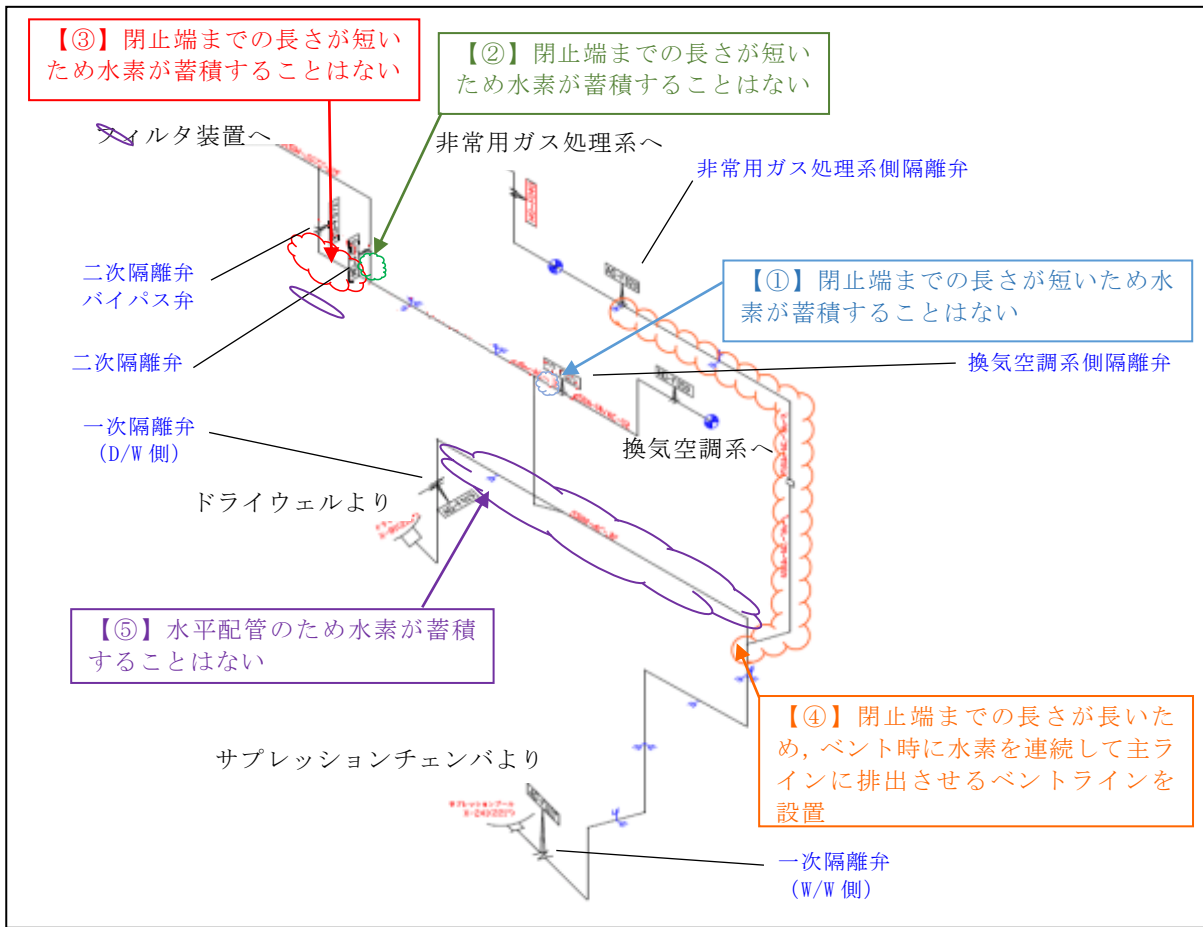 【③】閉止端までの長さが短い
ため水素が蓄積することはない
【②】閉止端までの長さが短い
ため水素が蓄積することはない
フィルタ装置へ
非常用ガス処理系へ
非常用ガス処理系側隔離弁
二次隔離弁
バイパス弁
【①】閉止端までの長さが短いため水
素が蓄積することはない
二次隔離弁
換気空調系側隔離弁
一次隔離弁
(D/W 側)
換気空調系へ
ドライウェルより
【⑤】水平配管のため水素が蓄積
することはない
【④】閉止端までの長さが長いた
め，ベント時に水素を連続して主ラ
インに排出させるベントラインを
設置
サプレッションチェンバより
一次隔離弁
(W/W 側)